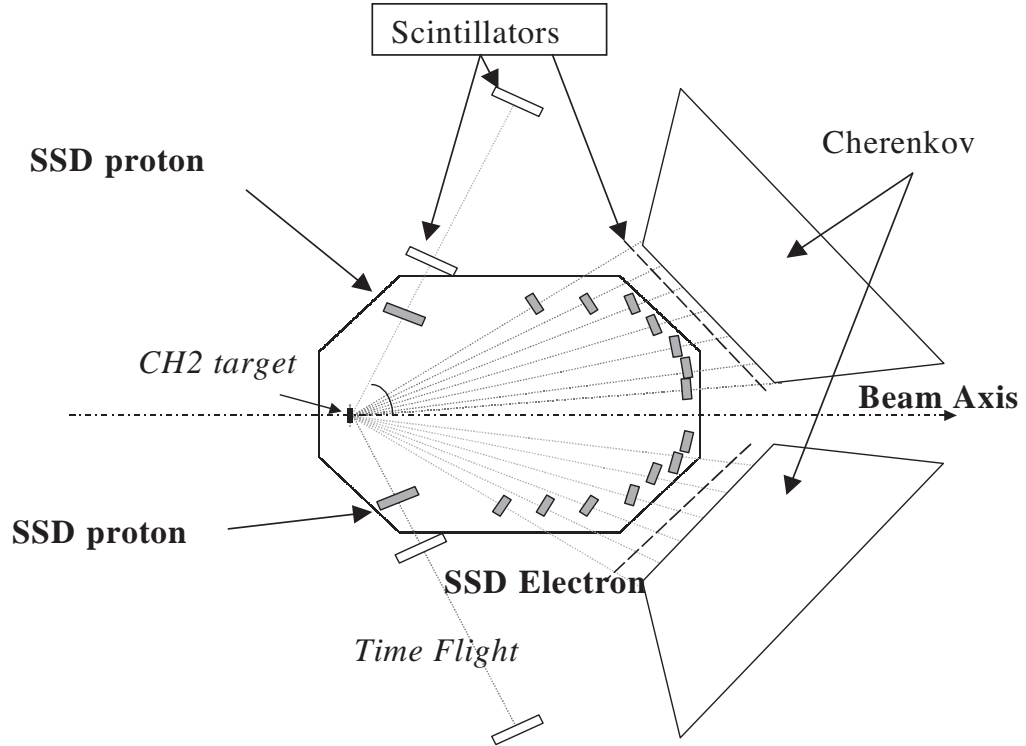 Scintillators
SSD proton
Cherenkov
CH2 target
Beam Axis
SSD proton
SSD Electron
Time Flight